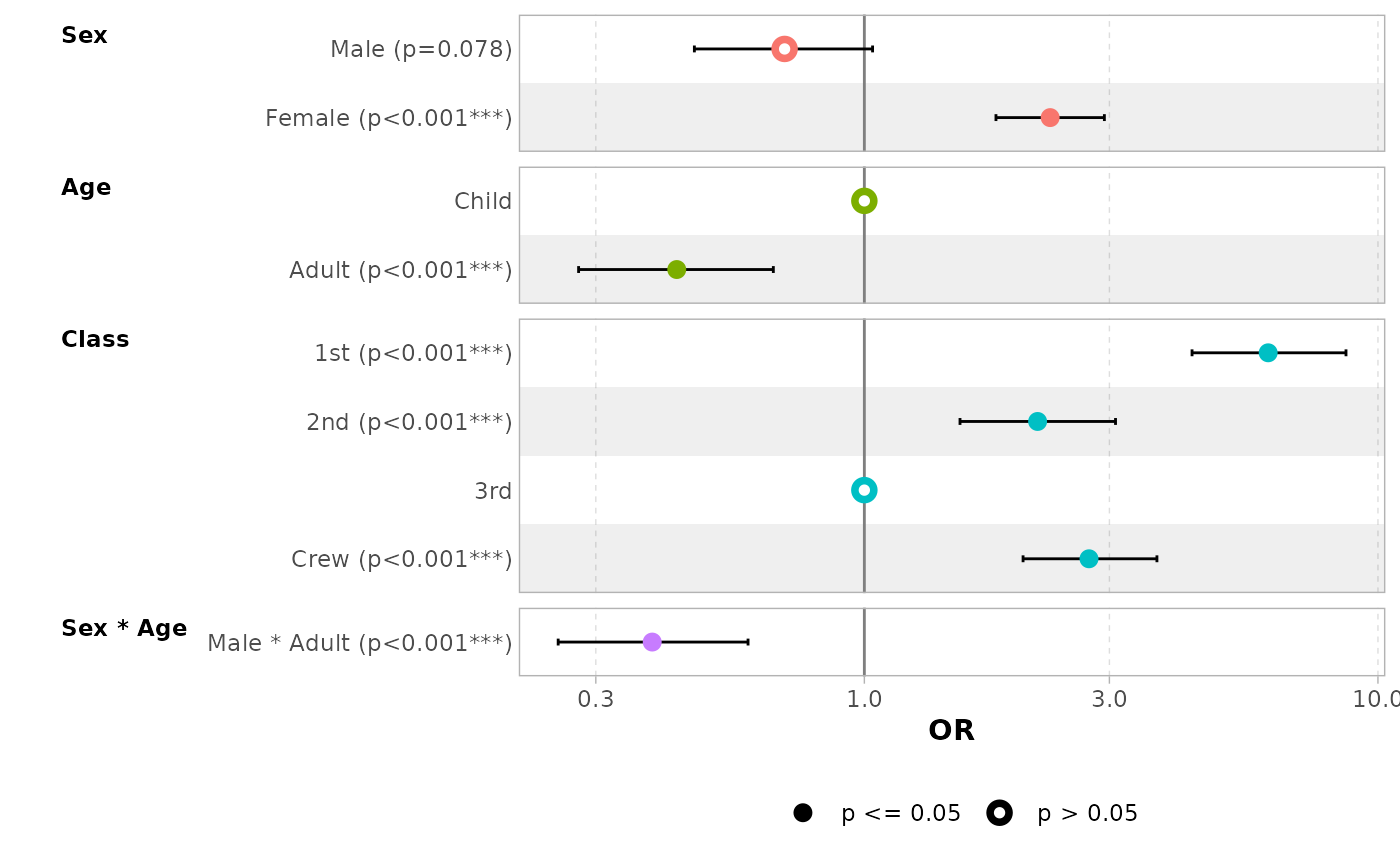 Sex
Male (p=0.078)
Female (p<0.001***)
Age
Child
Adult (p<0.001***)
Class
1st (p<0.001***)
2nd (p<0.001***)
3rd
Crew (p<0.001***)
Sex * Age
Male * Adult (p<0.001***)
0.3 1.0 3.0 10.0
OR
p <= 0.05 p > 0.05